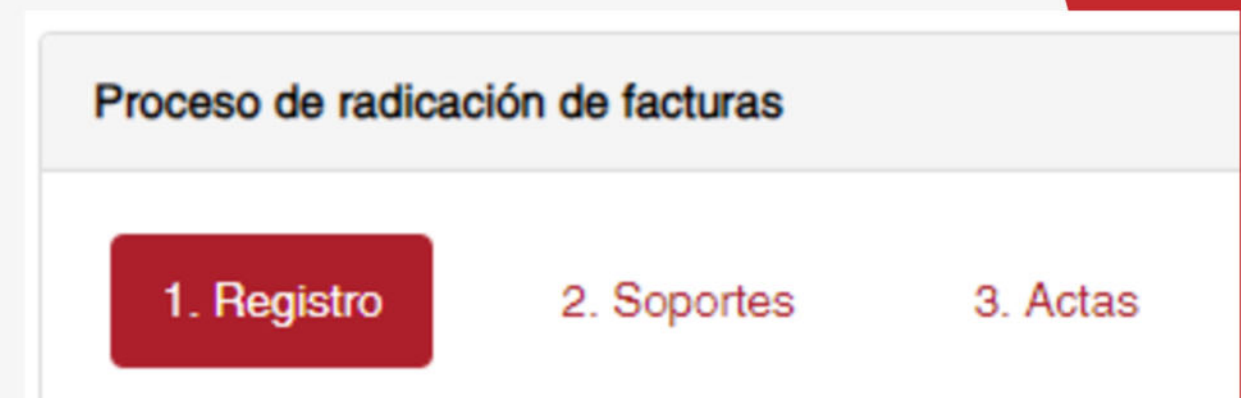 Proceso de radicación de facturas
1. Registro 2. Soportes 3. Actas